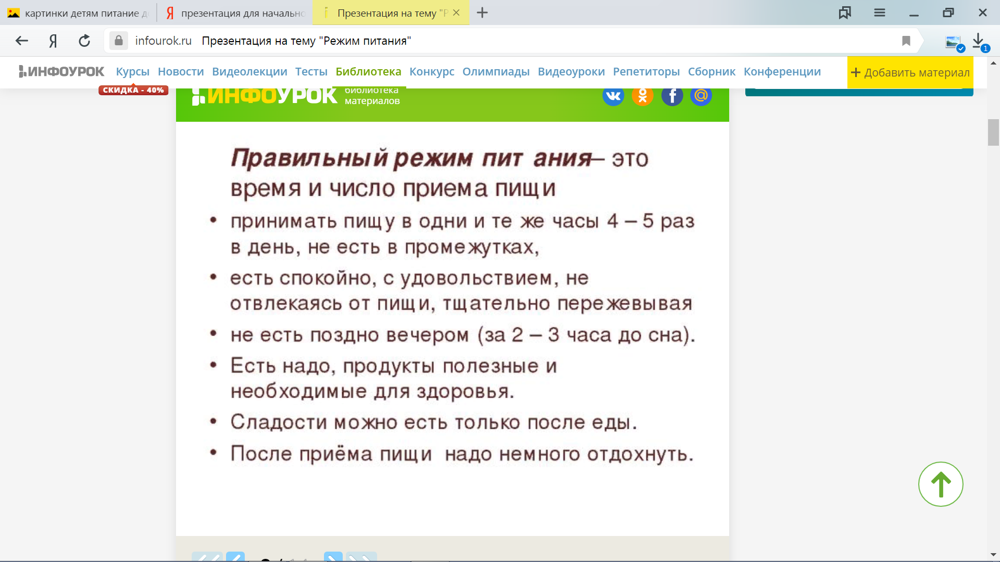 картинки детям питание д
презентация для начально
Презентация на тему "Р
infourok.ru Презентация на тему "Режим питания"
ИНФОУРОК Курсы Новости Видеолекции Тесты Библиотека Конкурс Олимпиады Видеоуроки Репетиторы Сборник Конференции + Добавить материал
СКИДКА - 40%
ИНФОУРОК
библиотека
материалов
Правильный режим пит ания– это
время и число приема пищи
• принимать пищу в одни и те же часы 4 – 5 раз
в день, не есть в промежутках,
• есть спокойно, с удовольствием, не
отвлекаясь от пищи, тщательно пережевывая
• не есть поздно вечером (за 2 – 3 часа до сна).
• Есть надо, продукты полезные и
необходимые для здоровья.
• Сладости можно есть только после еды.
• После приёма пищи надо немного отдохнуть.